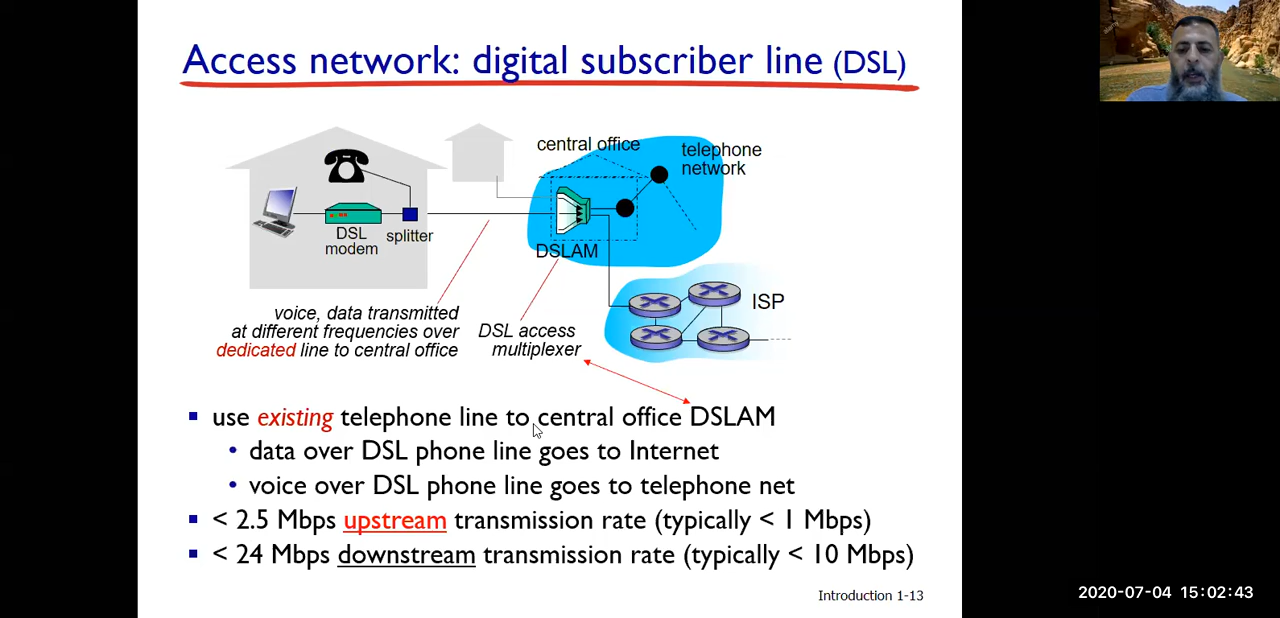 Access network: digital subscriber line (DSL)
central office
telephone
network
DSL
modem
splitter
DSLAM
ISP
voice, data transmitted
at different frequencies over
dedicated line to central office
DSL access
multiplexer
▪ use existing telephone line to central office DSLAM
• data over DSL phone line goes to Internet
• voice over DSL phone line goes to telephone net
▪ < 2.5 Mbps upstream transmission rate (typically < 1 Mbps)
▪ < 24 Mbps downstream transmission rate (typically < 10 Mbps)
Introduction 1-13
2020-07-04 15:02:43